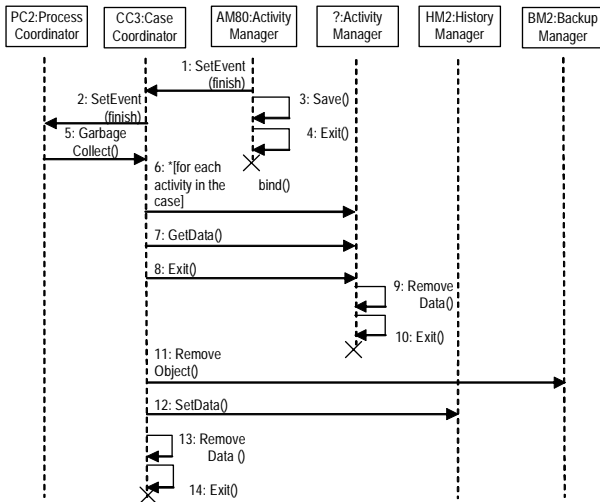 PC2:Process
Coordinator
CC3:Case
Coordinator
AM80:Activity
Manager
?:Activity
Manager
HM2:History
Manager
BM2:Backup
Manager
1: SetEvent
(finish)
2: SetEvent
(finish)
3: Save()
4: Exit()
5: Garbage
Collect()
6: *[for each
activity in the
case]
bind()
7: GetData()
8: Exit()
9: Remove
Data()
10: Exit()
11: Remove
Object()
12: SetData()
13: Remove
Data ()
14: Exit()